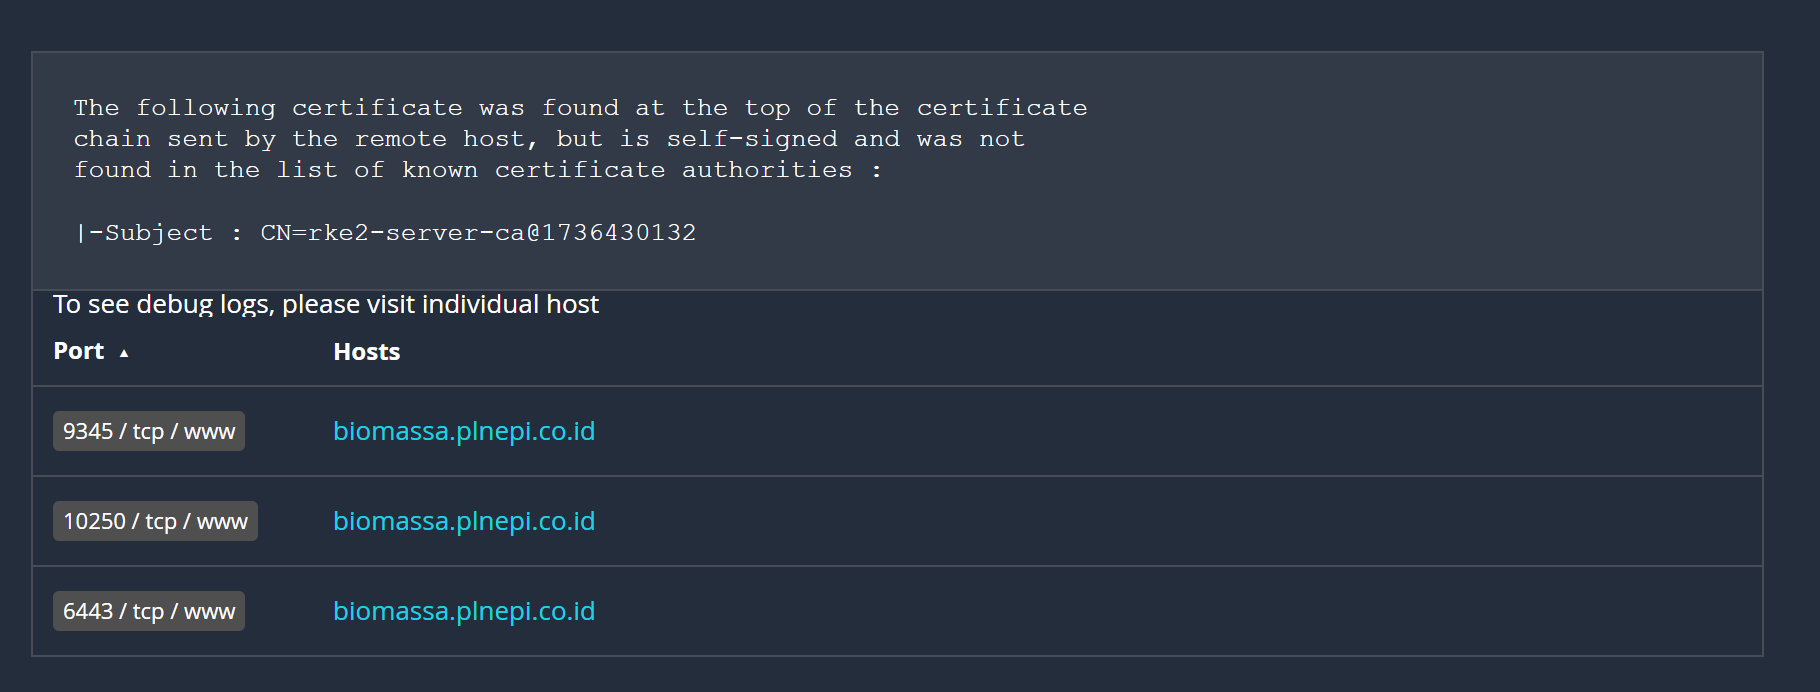 The following certificate was found at the top of the certificate
chain sent by the remote host, but is self-signed and was not
found in the list of known certificate authorities :
|-Subject : CN=rke2-server-ca@1736430132
To see debug logs, please visit individual host
Port ▲ Hosts
9345 / tcp / www biomassa.plnepi.co.id
10250 / tcp / www biomassa.plnepi.co.id
6443 / tcp / www biomassa.plnepi.co.id